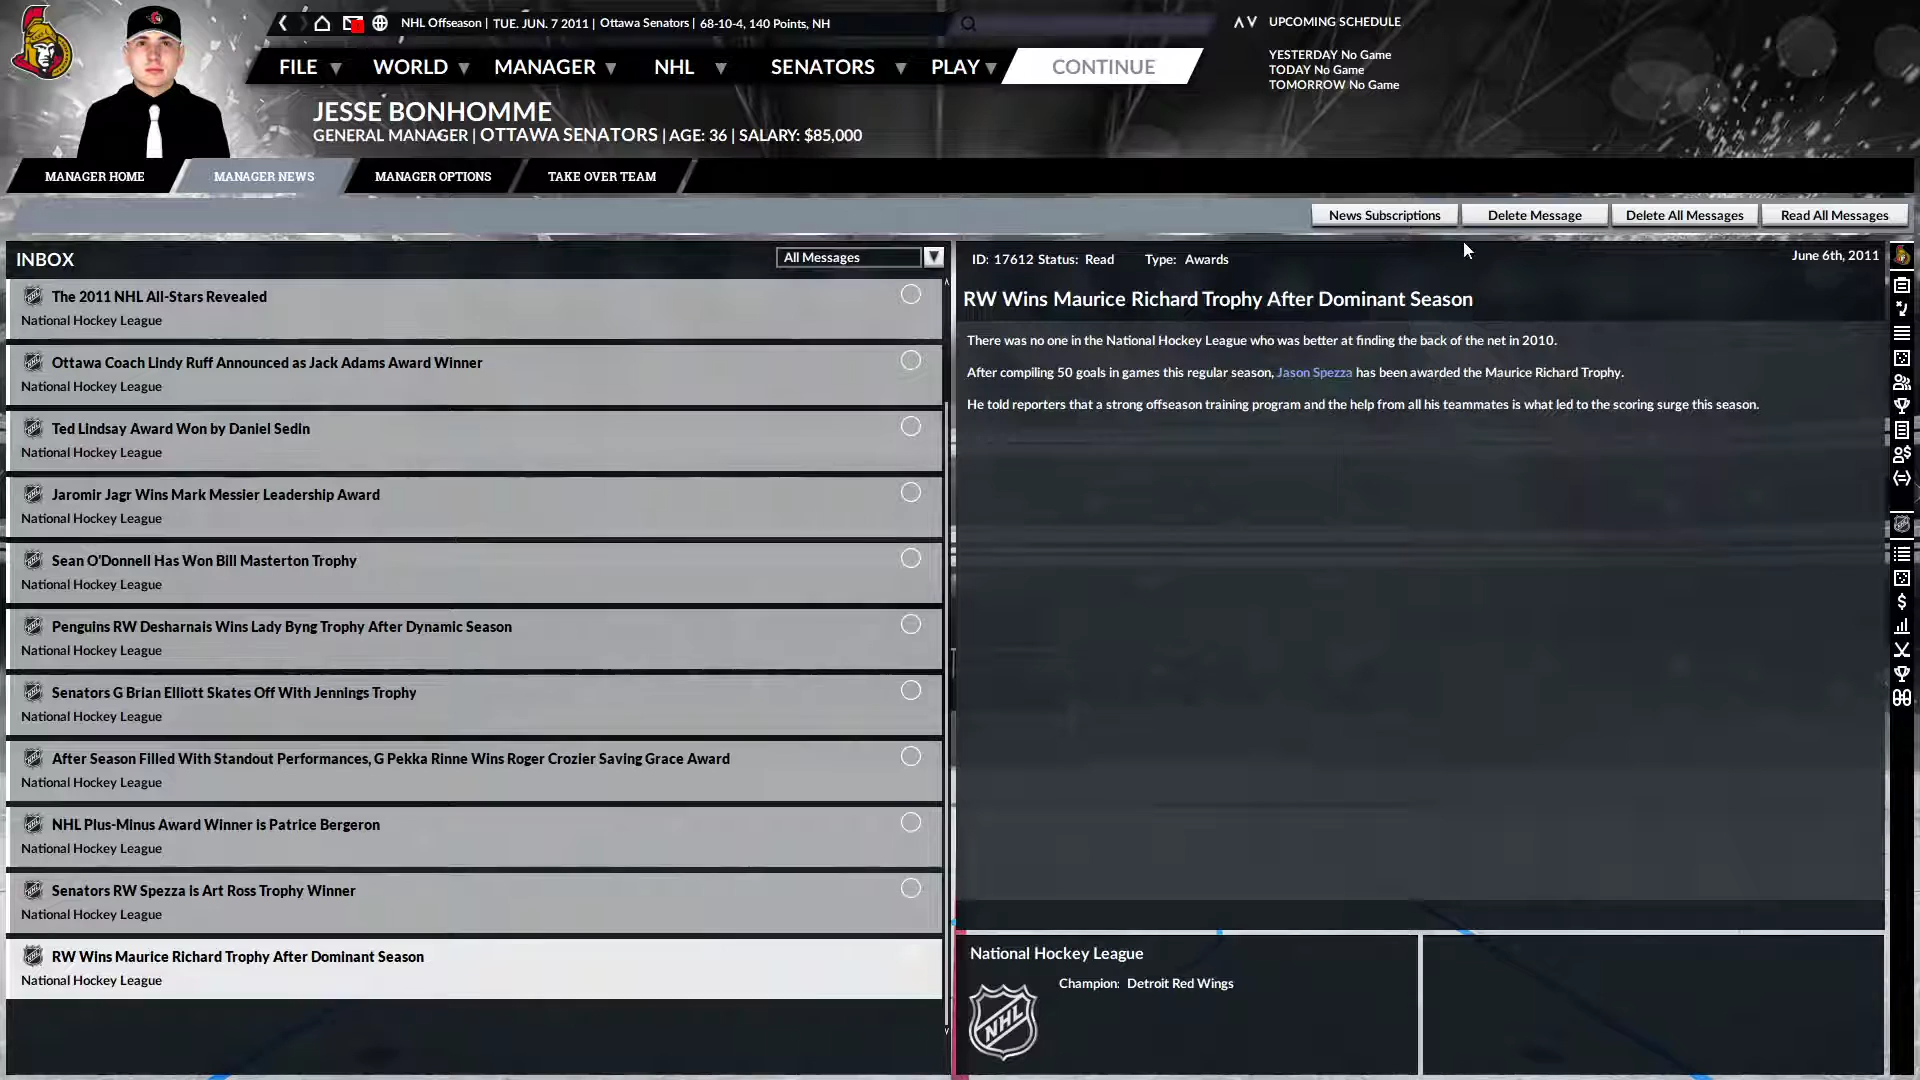 NHL Offseason | TUE. JUN. 7 2011 | Ottawa Senators | 68-10-4, 140 Points, NH
UPCOMING SCHEDULE
YESTERDAY No Game
TODAY No Game
TOMORROW No Game
FILE WORLD MANAGER NHL SENATORS PLAY CONTINUE
JESSE BONHOMME
GENERAL MANAGER | OTTAWA SENATORS | AGE: 36 | SALARY: $85,000
MANAGER HOME MANAGER NEWS MANAGER OPTIONS TAKE OVER TEAM
News Subscriptions Delete Message Delete All Messages Read All Messages
INBOX All Messages
The 2011 NHL All-Stars Revealed
National Hockey League
Ottawa Coach Lindy Ruff Announced as Jack Adams Award Winner
National Hockey League
Ted Lindsay Award Won by Daniel Sedin
National Hockey League
Jaromir Jagr Wins Mark Messier Leadership Award
National Hockey League
Sean O'Donnell Has Won Bill Masterton Trophy
National Hockey League
Penguins RW Desharnais Wins Lady Byng Trophy After Dynamic Season
National Hockey League
Senators G Brian Elliott Skates Off With Jennings Trophy
National Hockey League
After Season Filled With Standout Performances, G Pekka Rinne Wins Roger Crozier Saving Grace Award
National Hockey League
NHL Plus-Minus Award Winner is Patrice Bergeron
National Hockey League
Senators RW Spezza is Art Ross Trophy Winner
National Hockey League
RW Wins Maurice Richard Trophy After Dominant Season
National Hockey League
ID: 17612 Status: Read Type: Awards June 6th, 2011
RW Wins Maurice Richard Trophy After Dominant Season
There was no one in the National Hockey League who was better at finding the back of the net in 2010.
After compiling 50 goals in games this regular season, Jason Spezza has been awarded the Maurice Richard Trophy.
He told reporters that a strong offseason training program and the help from all his teammates is what led to the scoring surge this season.
National Hockey League
Champion: Detroit Red Wings
NHL